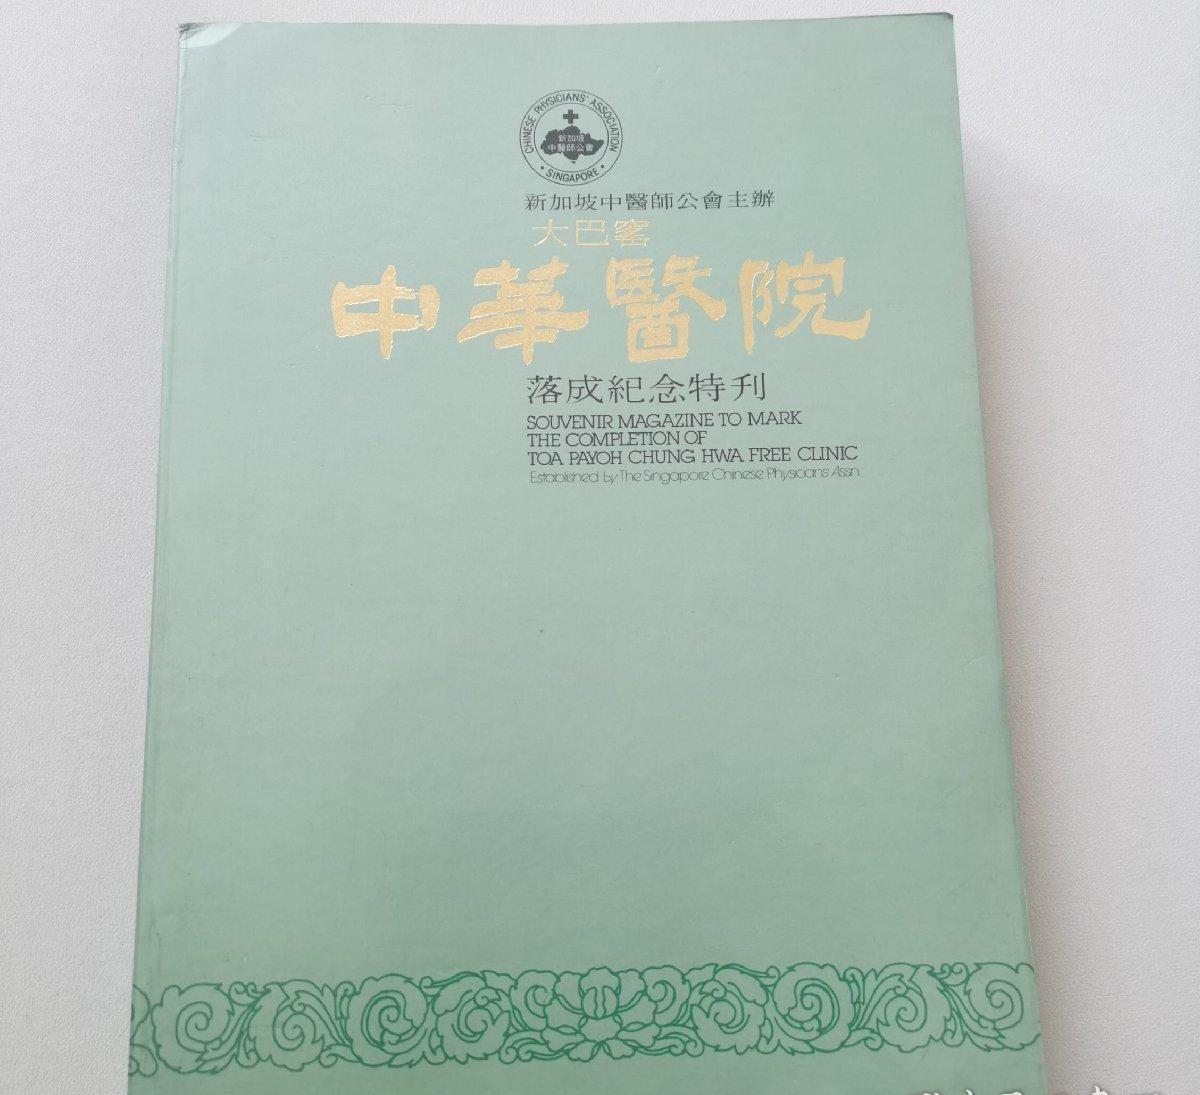 CHINESE PHYSICIANS' ASSOCIATION
新加坡
中醫師公會
• SINGAPORE •
新加坡中醫師公會主辦
大巴窰
中華醫院
落成紀念特刋
SOUVENIR MAGAZINE TO MARK
THE COMPLETION OF
TOA PAYOH CHUNG HWA FREE CLINIC
Established by The Singapore Chinese Physicians' Assn.